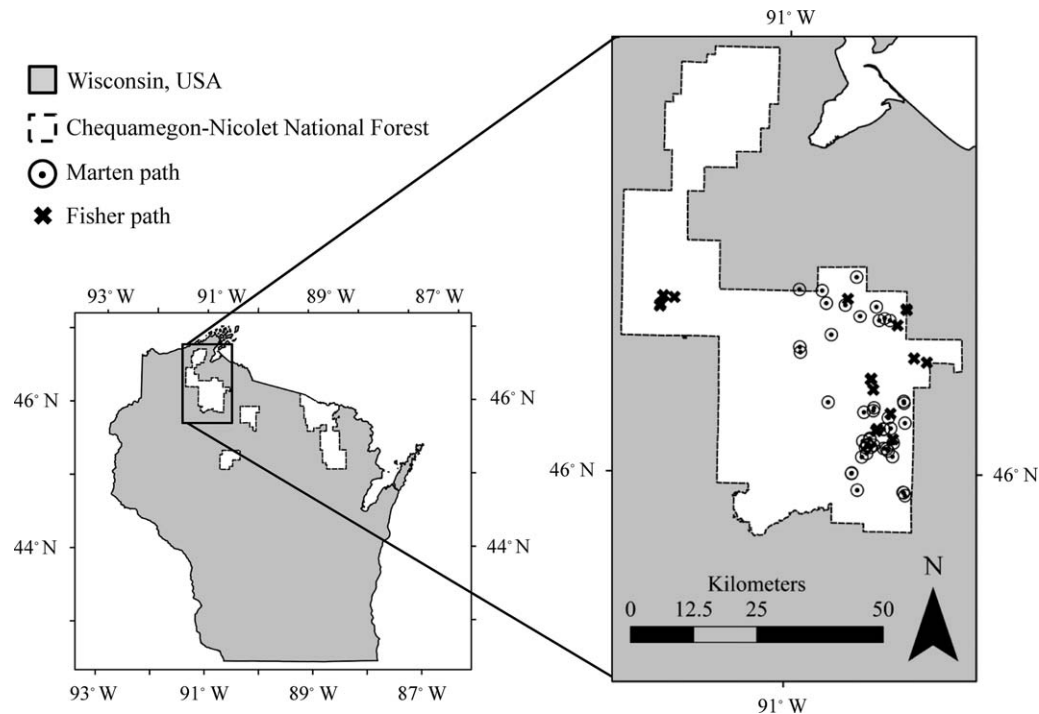 91° W
Wisconsin, USA
Chequamegon-Nicolet National Forest
Marten path
Fisher path
93° W 91° W 89° W 87° W
46° N 46° N
44° N 44° N
93° W 91° W 89° W 87° W
46° N 46° N
Kilometers
0 12.5 25 50
N
91° W